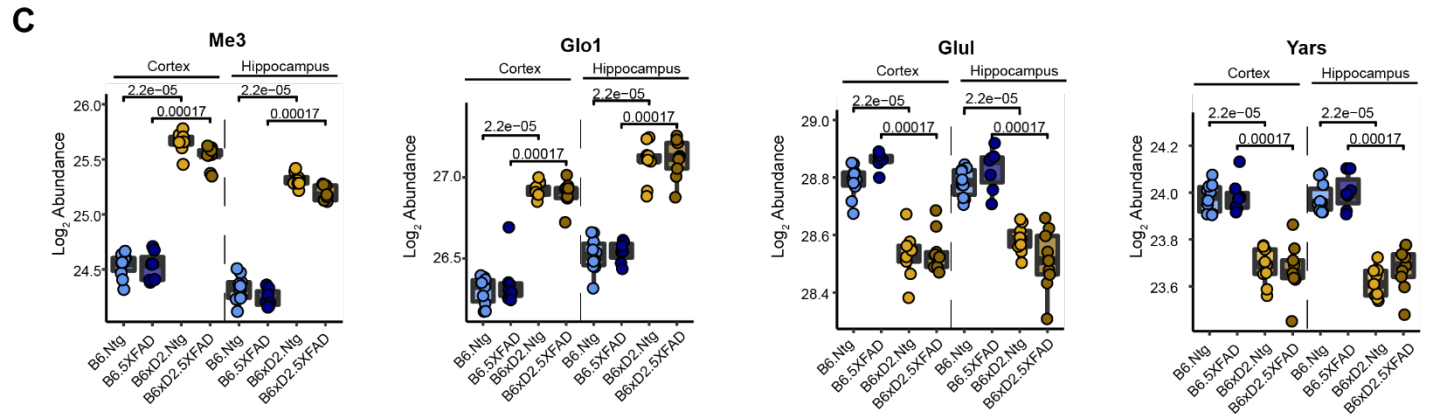 C
Me3
Cortex
Hippocampus
2.2e−05
2.2e−05
0.00017
0.00017
Log2 Abundance
26.0
25.5
25.0
24.5
B6.Ntg
B6.5XFAD
B6xD2.Ntg
B6xD2.5XFAD
B6.Ntg
B6.5XFAD
B6xD2.Ntg
B6xD2.5XFAD
Glo1
Cortex
Hippocampus
2.2e−05
0.00017
2.2e−05
0.00017
Log2 Abundance
27.0
26.5
B6.Ntg
B6.5XFAD
B6xD2.Ntg
B6xD2.5XFAD
B6.Ntg
B6.5XFAD
B6xD2.Ntg
B6xD2.5XFAD
Glul
Cortex
Hippocampus
2.2e−05
2.2e−05
0.00017
0.00017
Log2 Abundance
29.0
28.8
28.6
28.4
B6.Ntg
B6.5XFAD
B6xD2.Ntg
B6xD2.5XFAD
B6.Ntg
B6.5XFAD
B6xD2.Ntg
B6xD2.5XFAD
Yars
Cortex
Hippocampus
2.2e−05
2.2e−05
0.00017
0.00017
Log2 Abundance
24.2
24.0
23.8
23.6
B6.Ntg
B6.5XFAD
B6xD2.Ntg
B6xD2.5XFAD
B6.Ntg
B6.5XFAD
B6xD2.Ntg
B6xD2.5XFAD